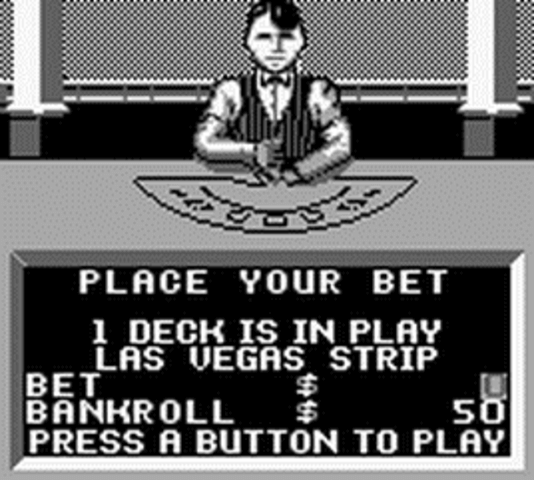 PLACE YOUR BET
1 DECK IS IN PLAY
LAS VEGAS STRIP
BET $
BANKROLL $ 50
PRESS A BUTTON TO PLAY